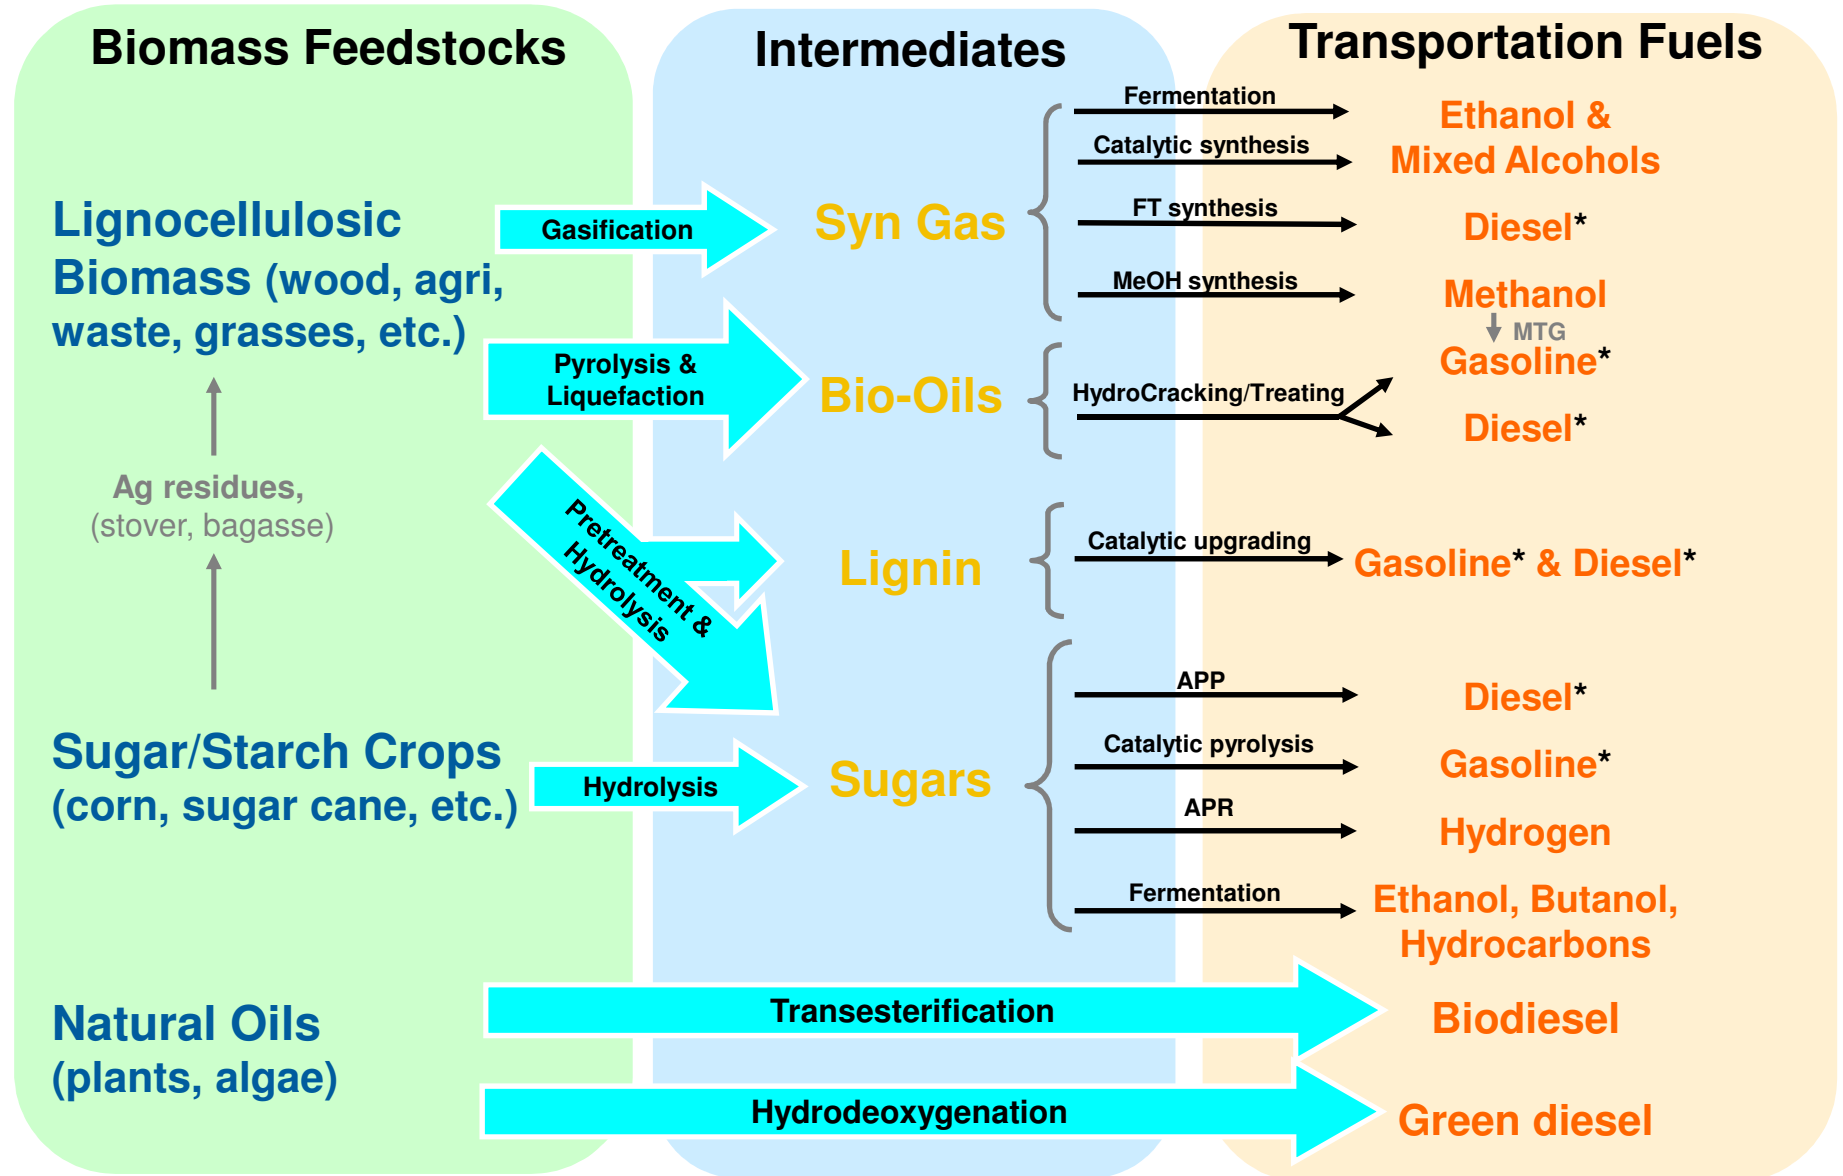 Biomass Feedstocks
Intermediates
Transportation Fuels
Lignocellulosic
Biomass (wood, agri,
waste, grasses, etc.)
Ag residues,
(stover, bagasse)
Sugar/Starch Crops
(corn, sugar cane, etc.)
Natural Oils
(plants, algae)
Gasification
Pyrolysis &
Liquefaction
Pretreatment &
Hydrolysis
Hydrolysis
Transesterification
Hydrodeoxygenation
Syn Gas
Bio-Oils
Lignin
Sugars
Fermentation
Catalytic synthesis
FT synthesis
MeOH synthesis
HydroCracking/Treating
Catalytic upgrading
APP
Catalytic pyrolysis
APR
Fermentation
Ethanol &
Mixed Alcohols
Diesel*
Methanol
MTG
Gasoline*
Diesel*
Gasoline* & Diesel*
Diesel*
Gasoline*
Hydrogen
Ethanol, Butanol,
Hydrocarbons
Biodiesel
Green diesel